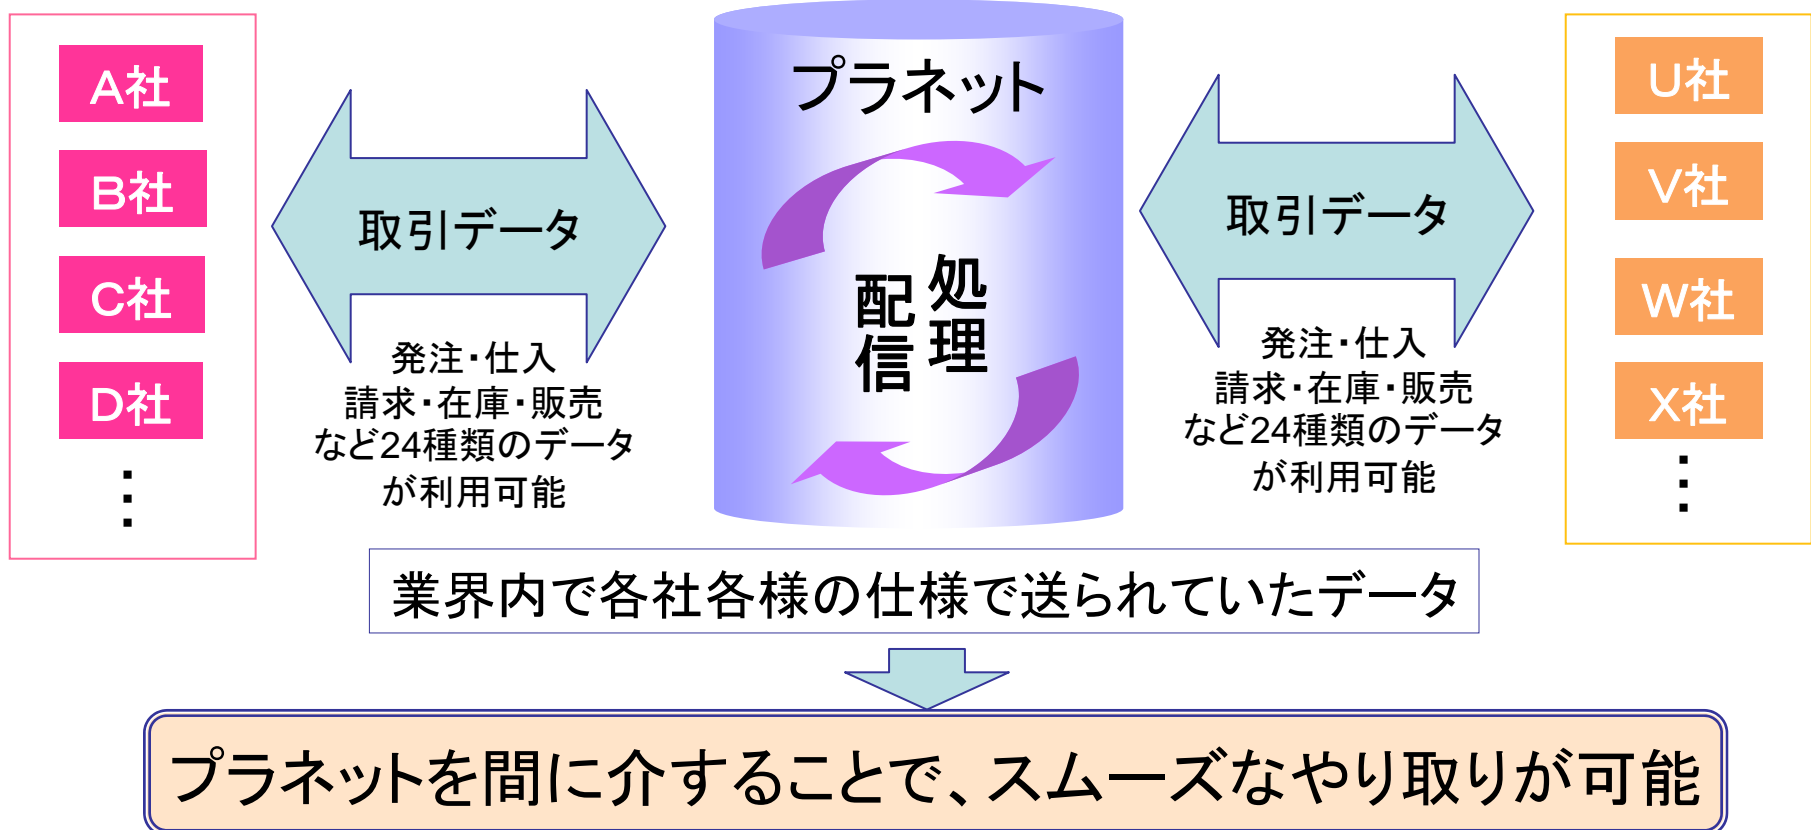 A社
B社
C社
D社
⋮
取引データ
発注・仕入
請求・在庫・販売
など24種類のデータ
が利用可能
プラネット
処理
配信
取引データ
発注・仕入
請求・在庫・販売
など24種類のデータ
が利用可能
U社
V社
W社
X社
⋮
業界内で各社各様の仕様で送られていたデータ
プラネットを間に介することで、スムーズなやり取りが可能